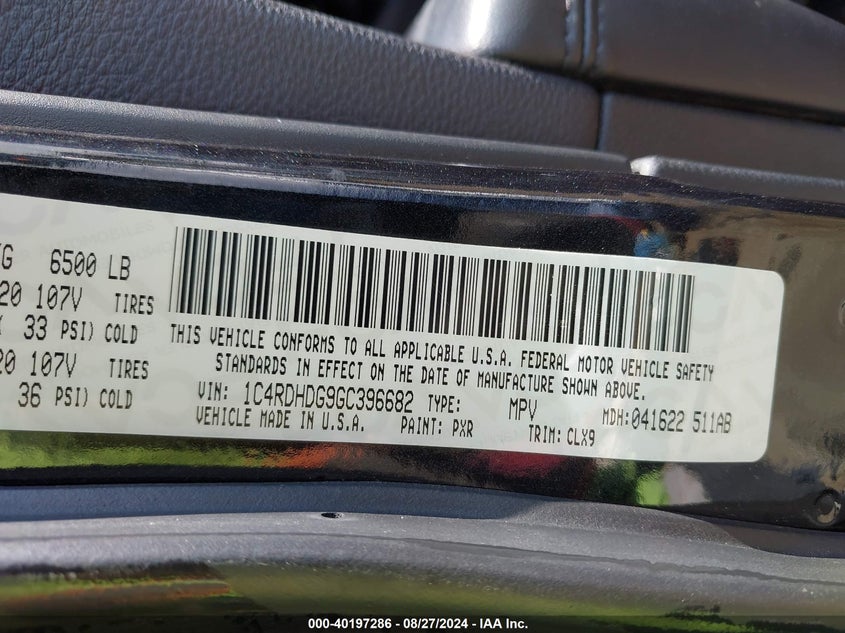 6500 LB
20 107V TIRES
33 PSI) COLD
20 107V TIRES
36 PSI) COLD
THIS VEHICLE CONFORMS TO ALL APPLICABLE U.S.A. FEDERAL MOTOR VEHICLE SAFETY
STANDARDS IN EFFECT ON THE DATE OF MANUFACTURE SHOWN ABOVE.
VIN: 1C4RDHDG9GC396682 TYPE: MPV MDH:041622 511AB
VEHICLE MADE IN U.S.A. PAINT: PXR TRIM: CLX9
000-40197286 - 08/27/2024 - IAA Inc.